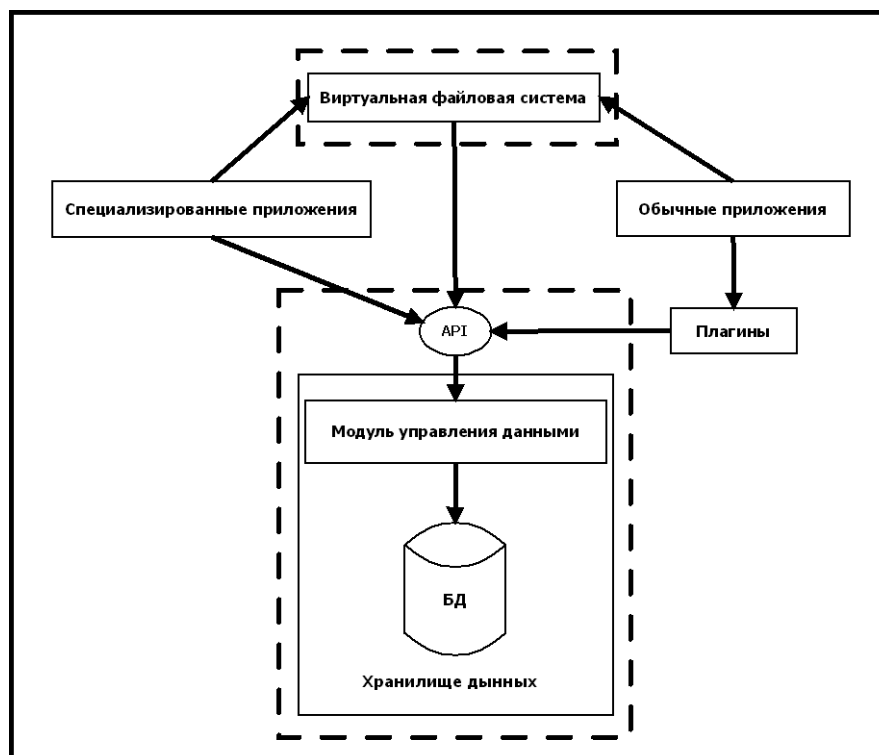 Виртуальная файловая система
Специализированные приложения
Обычные приложения
API
Плагины
Модуль управления данными
БД
Хранилище дынных